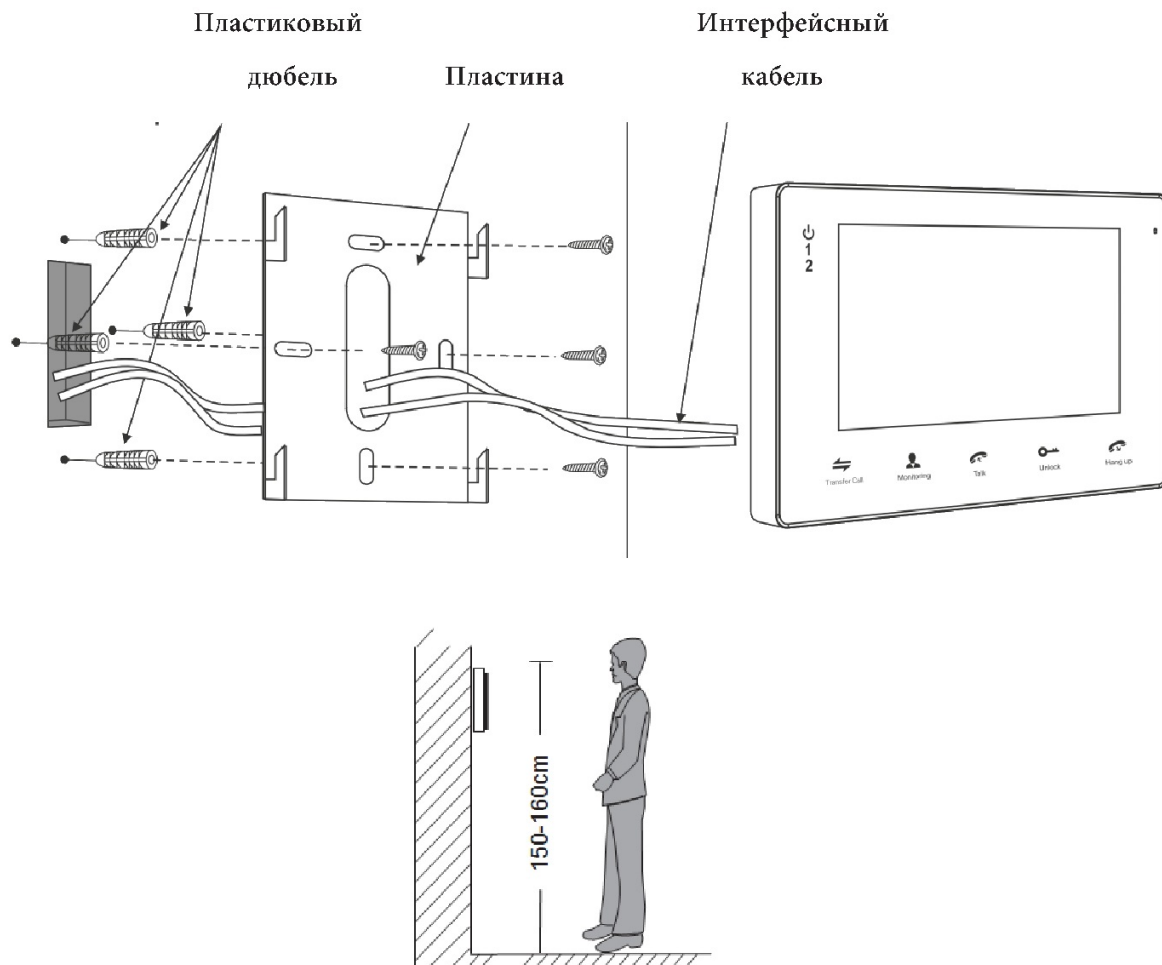 Пластиковый
дюбель
Пластина
Интерфейсный
кабель
1
2
Transfer Call
Monitoring
Talk
Unlock
Hang up
150-160cm